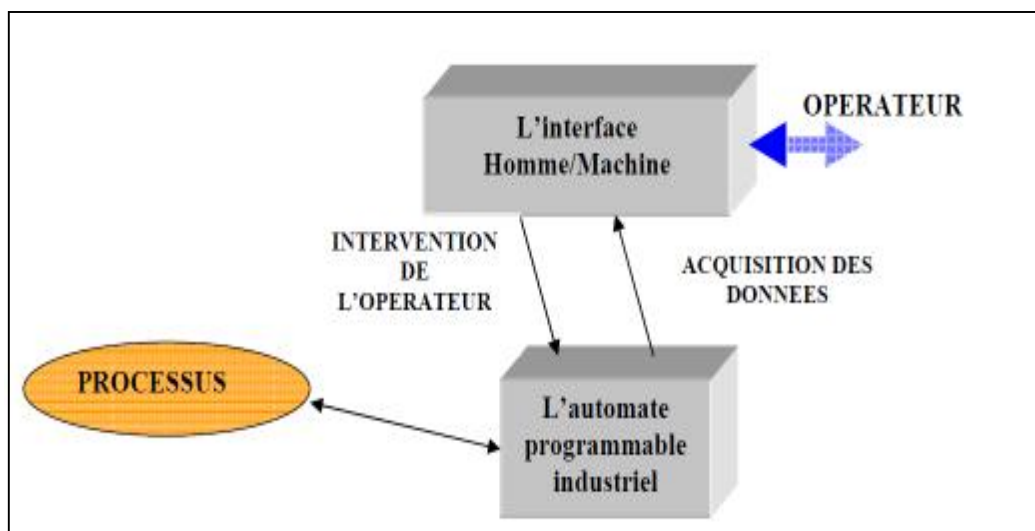 L'interface
Homme/Machine
OPERATEUR
INTERVENTION
DE
L'OPERATEUR
ACQUISITION DES
DONNEES
PROCESSUS
L'automate
programmable
industriel